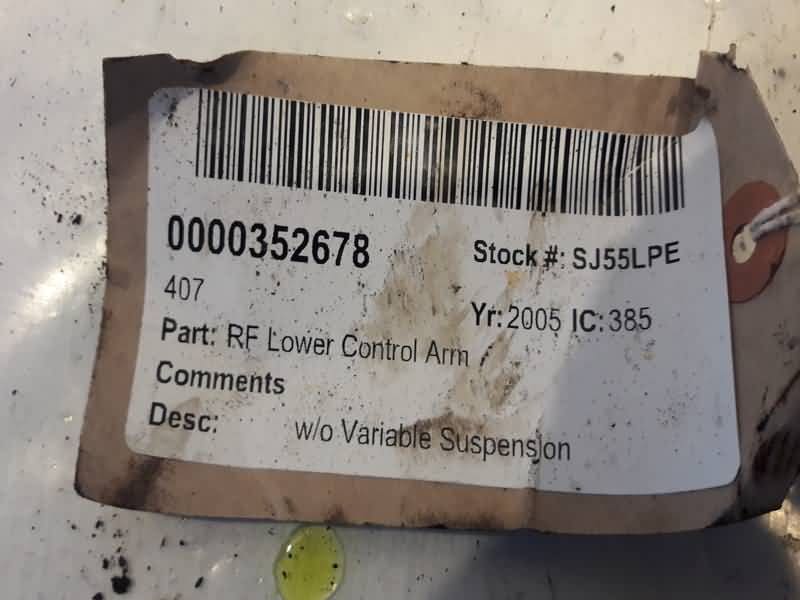 0000352678 Stock #: SJ55LPE
407 Yr: 2005 IC: 385
Part: RF Lower Control Arm
Comments
Desc: w/o Variable Suspension